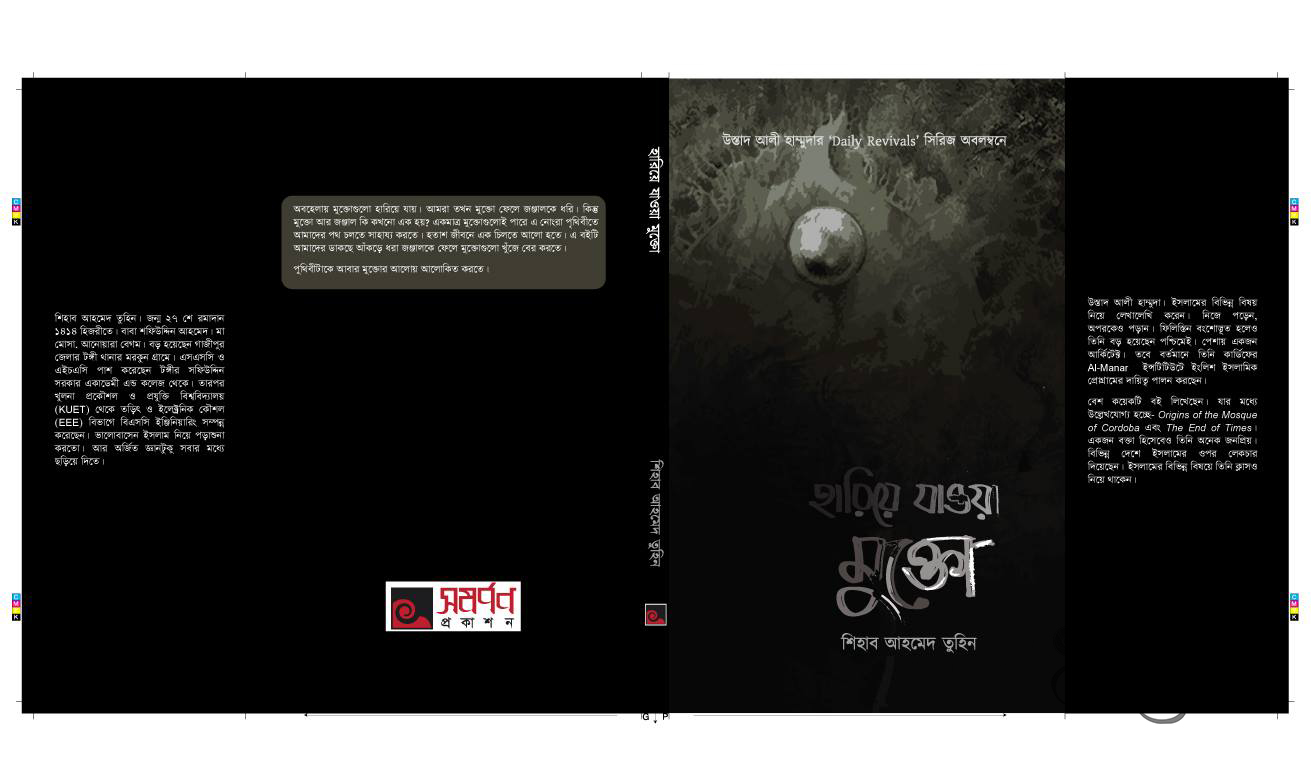 শিহাব আহমেদ তুহিন। জন্ম ২৭ শে রমাদান
১৪১৪ হিজরীতে। বাবা শফিউদ্দিন আহমেদ। মা
মোসা. আনোয়ারা বেগম। বড় হয়েছেন গাজীপুর
জেলার টঙ্গী থানার মরকুন গ্রামে। এসএসসি ও
এইচএসসি পাশ করেছেন টঙ্গীর সফিউদ্দিন
সরকার একাডেমী এন্ড কলেজ থেকে। তারপর
খুলনা প্রকৌশল ও প্রযুক্তি বিশ্ববিদ্যালয়
(KUET) থেকে তড়িৎ ও ইলেক্ট্রনিক কৌশল
(EEE) বিভাগে বিএসসি ইঞ্জিনিয়ারিং সম্পন্ন
করেছেন। ভালোবাসেন ইসলাম নিয়ে পড়াশুনা
করতে। আর অর্জিত জ্ঞানটুকু সবার মধ্যে
ছড়িয়ে দিতে।
অবহেলায় মুক্তোগুলো হারিয়ে যায়। আমরা তখন মুক্তো ফেলে জঞ্জালকে ধরি। কিন্তু
মুক্তো আর জঞ্জাল কি কখনো এক হয়? একমাত্র মুক্তোগুলোই পারে এ নোংরা পৃথিবীতে
আমাদের পথ চলতে সাহায্য করতে। হতাশ জীবনে এক চিলতে আলো হতে। এ বইটি
আমাদের ডাকছে আঁকড়ে ধরা জঞ্জালকে ফেলে মুক্তোগুলো খুঁজে বের করতে।
পৃথিবীটাকে আবার মুক্তোর আলোয় আলোকিত করতে।
সমর্পণ
প্রকাশন
হারিয়ে যাওয়া মুক্তো
শিহাব আহমেদ তুহিন
উস্তাদ আলী হাম্মুদার ‘Daily Revivals’ সিরিজ অবলম্বনে
হারিয়ে যাওয়া
মুক্তো
শিহাব আহমেদ তুহিন
উস্তাদ আলী হাম্মুদা। ইসলামের বিভিন্ন বিষয়
নিয়ে লেখালেখি করেন। নিজে পড়েন,
অপরকেও পড়ান। ফিলিস্তিন বংশোদ্ভূত হলেও
তিনি বড় হয়েছেন পশ্চিমেই। পেশায় একজন
আর্কিটেক্ট। তবে বর্তমানে তিনি কার্ডিফের
Al-Manar ইন্সটিটিউটে ইংলিশ ইসলামিক
প্রোগ্রামের দায়িত্ব পালন করছেন।
বেশ কয়েকটি বই লিখেছেন। যার মধ্যে
উল্লেখযোগ্য হচ্ছে- Origins of the Mosque
of Cordoba এবং The End of Times।
একজন বক্তা হিসেবেও তিনি অনেক জনপ্রিয়।
বিভিন্ন দেশে ইসলামের ওপর লেকচার
দিয়েছেন। ইসলামের বিভিন্ন বিষয়ে তিনি ক্লাসও
নিয়ে থাকেন।
C
M
Y
K
C
M
Y
K
C
M
Y
K
C
M
Y
K
G P